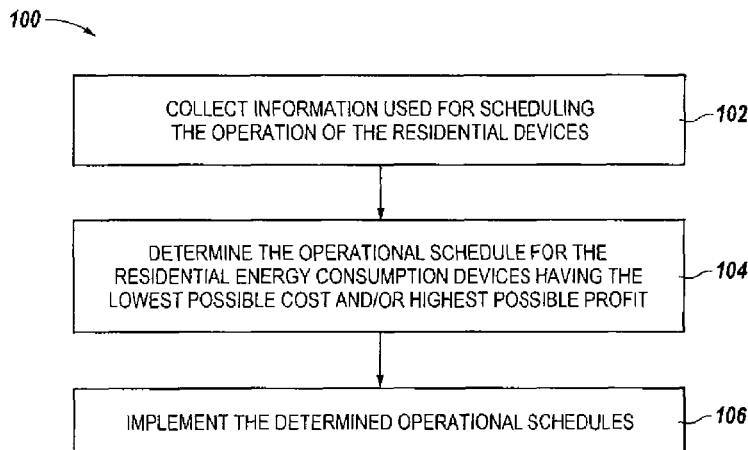 100
COLLECT INFORMATION USED FOR SCHEDULING
THE OPERATION OF THE RESIDENTIAL DEVICES
102
DETERMINE THE OPERATIONAL SCHEDULE FOR THE
RESIDENTIAL ENERGY CONSUMPTION DEVICES HAVING THE
LOWEST POSSIBLE COST AND/OR HIGHEST POSSIBLE PROFIT
104
IMPLEMENT THE DETERMINED OPERATIONAL SCHEDULES
106